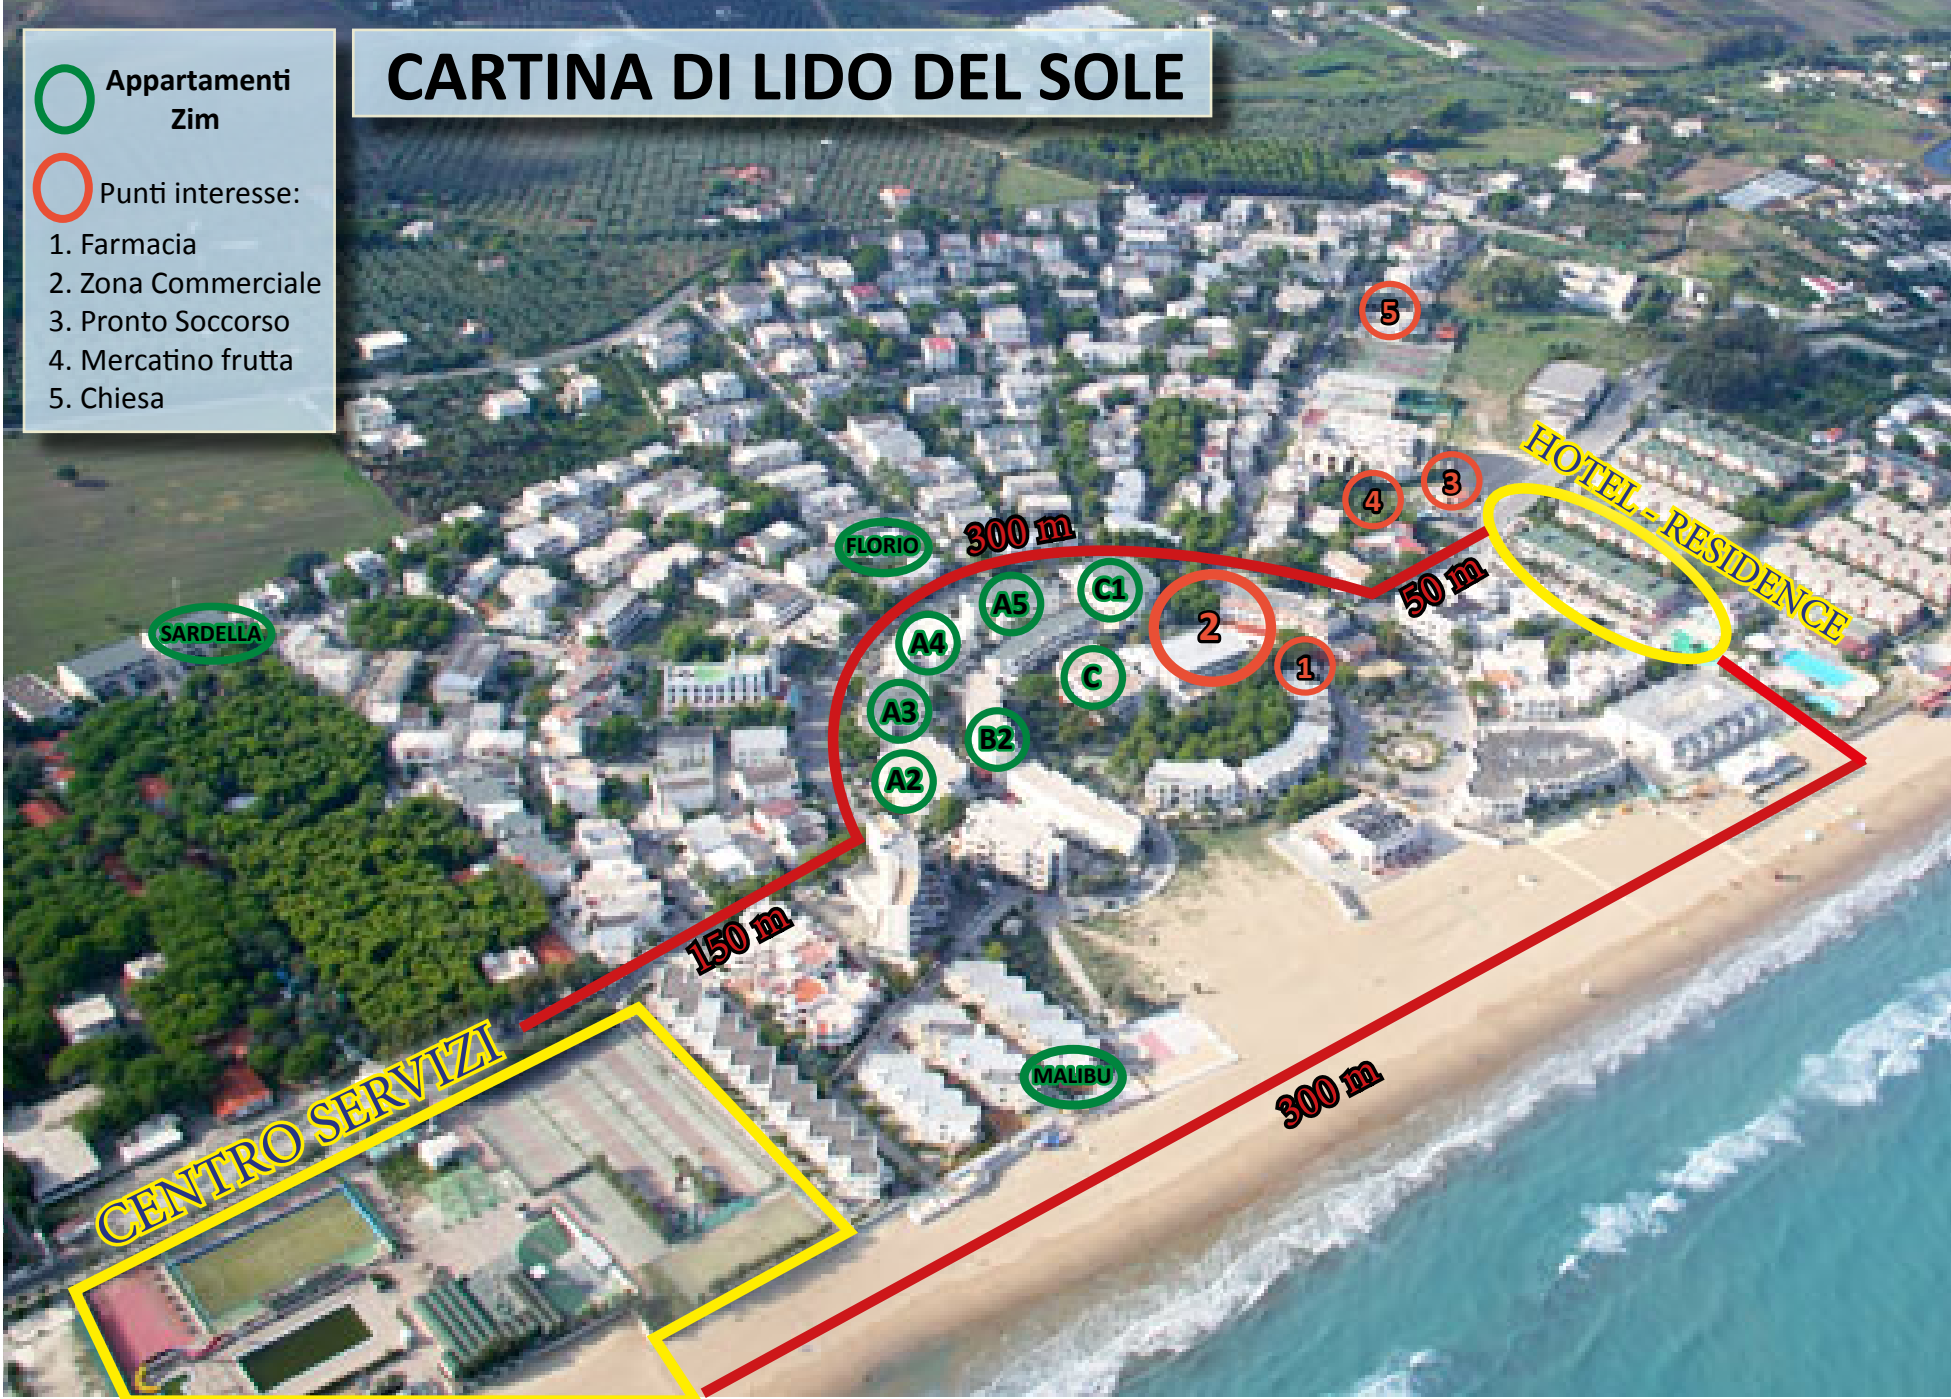 CARTINA DI LIDO DEL SOLE
Appartamenti
Zim
Punti interesse:
1. Farmacia
2. Zona Commerciale
3. Pronto Soccorso
4. Mercatino frutta
5. Chiesa
5
HOTEL - RESIDENCE
3
4
300 m
FLORIO
50 m
C1
A5
2
SARDELLA
A4
1
C
A3
B2
A2
150 m
CENTRO SERVIZI
MALIBU
300 m